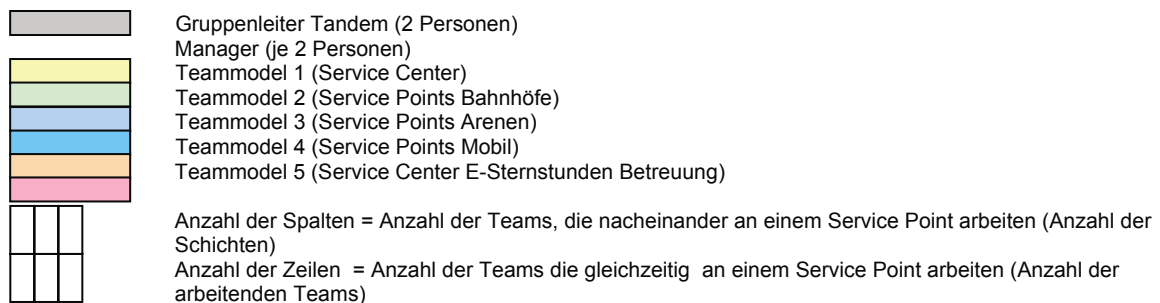 Gruppenleiter Tandem (2 Personen)
Manager (je 2 Personen)
Teammodel 1 (Service Center)
Teammodel 2 (Service Points Bahnhöfe)
Teammodel 3 (Service Points Arenen)
Teammodel 4 (Service Points Mobil)
Teammodel 5 (Service Center E-Sternstunden Betreuung)
Anzahl der Spalten = Anzahl der Teams, die nacheinander an einem Service Point arbeiten (Anzahl der
Schichten)
Anzahl der Zeilen = Anzahl der Teams die gleichzeitig an einem Service Point arbeiten (Anzahl der
arbeitenden Teams)